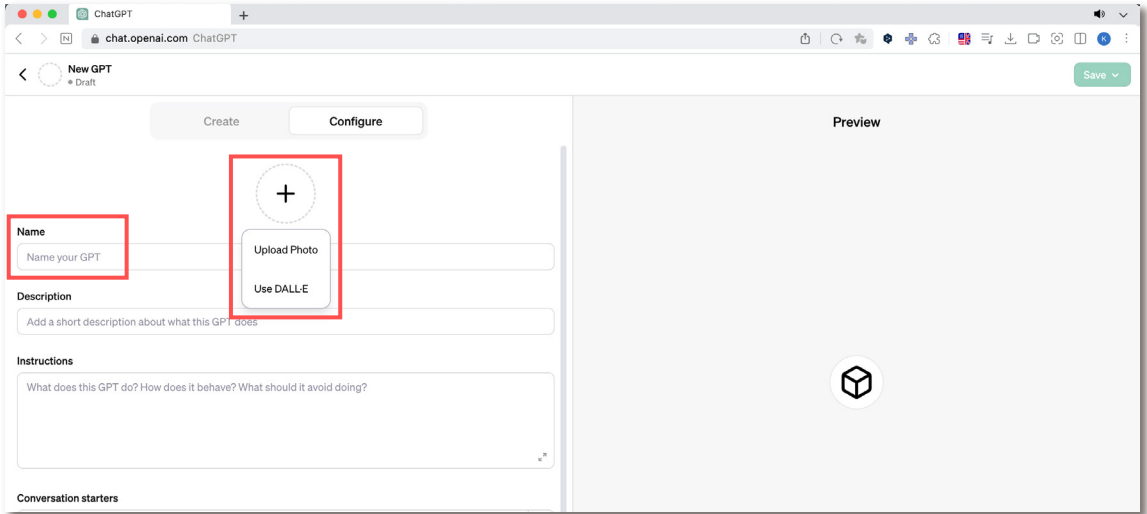 ChatGPT
chat.openai.com ChatGPT
New GPT
Draft
Save
Create
Configure
Preview
Name
Name your GPT
Upload Photo
Use DALL·E
Description
Add a short description about what this GPT does
Instructions
What does this GPT do? How does it behave? What should it avoid doing?
Conversation starters
N
K